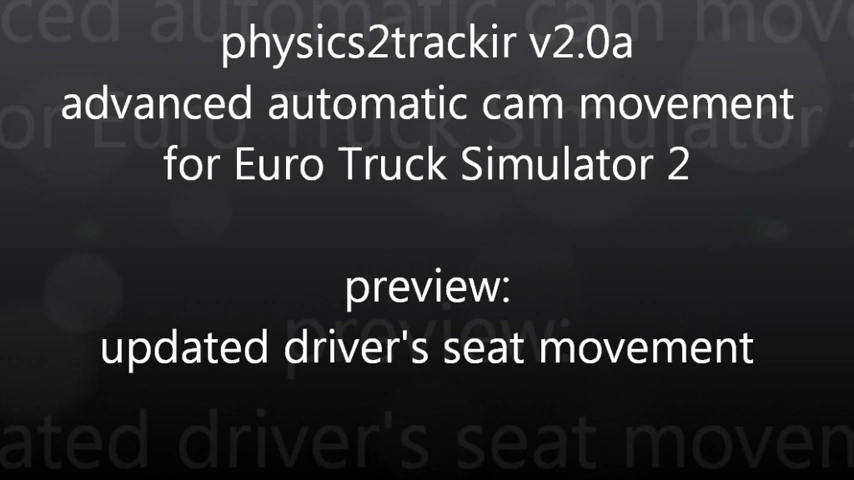 physics2trackir v2.0a
advanced automatic cam movement
for Euro Truck Simulator 2
preview:
updated driver's seat movement